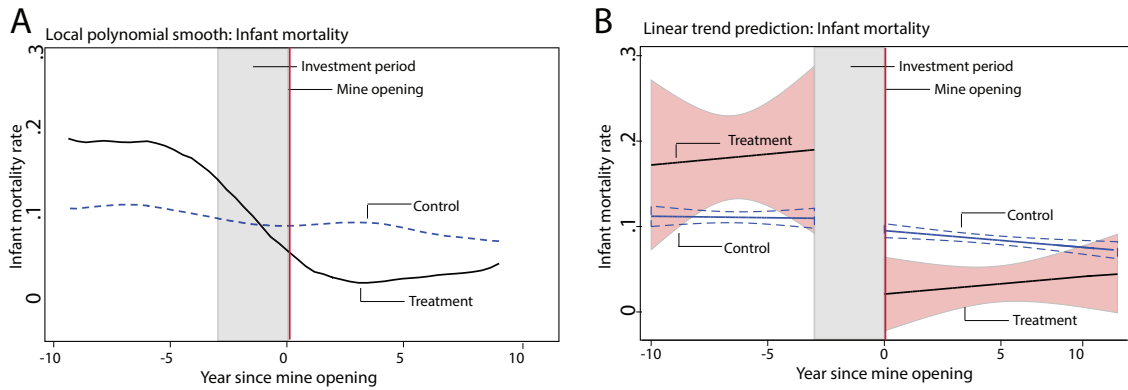 A
Local polynomial smooth: Infant mortality
.3
.2
.1
0
Infant mortality rate
Investment period
Mine opening
Control
Treatment
-10
-5
0
5
10
Year since mine opening
B
Linear trend prediction: Infant mortality
.3
.2
.1
0
Infant mortality rate
Investment period
Mine opening
Treatment
Control
Control
Treatment
-10
-5
0
5
10
Year since mine opening